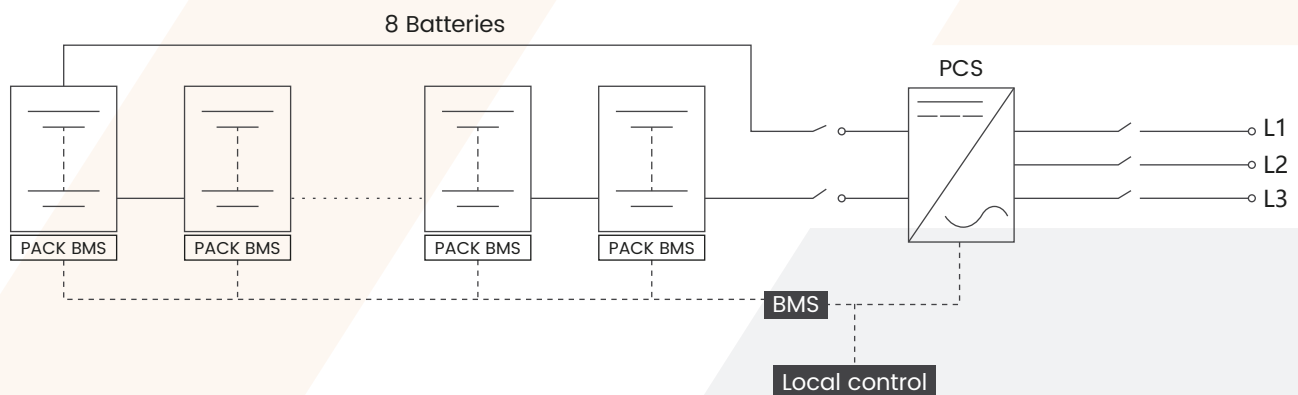 8 Batteries
PCS
L1
L2
L3
PACK BMS
PACK BMS
PACK BMS
PACK BMS
BMS
Local control